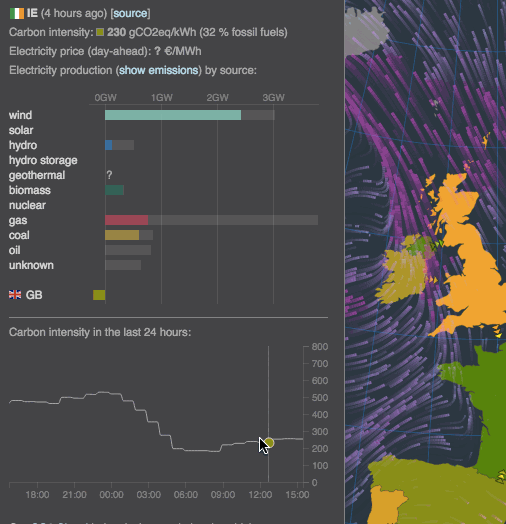 IE (4 hours ago) [source]
Carbon intensity: 230 gCO2eq/kWh (32 % fossil fuels)
Electricity price (day-ahead): ? €/MWh
Electricity production (show emissions) by source:
0GW 1GW 2GW 3GW
wind
solar
hydro
hydro storage
geothermal ?
biomass
nuclear
gas
coal
oil
unknown
GB
Carbon intensity in the last 24 hours:
800
700
600
500
400
300
200
100
0
18:00 21:00 00:00 03:00 06:00 09:00 12:00 15:00